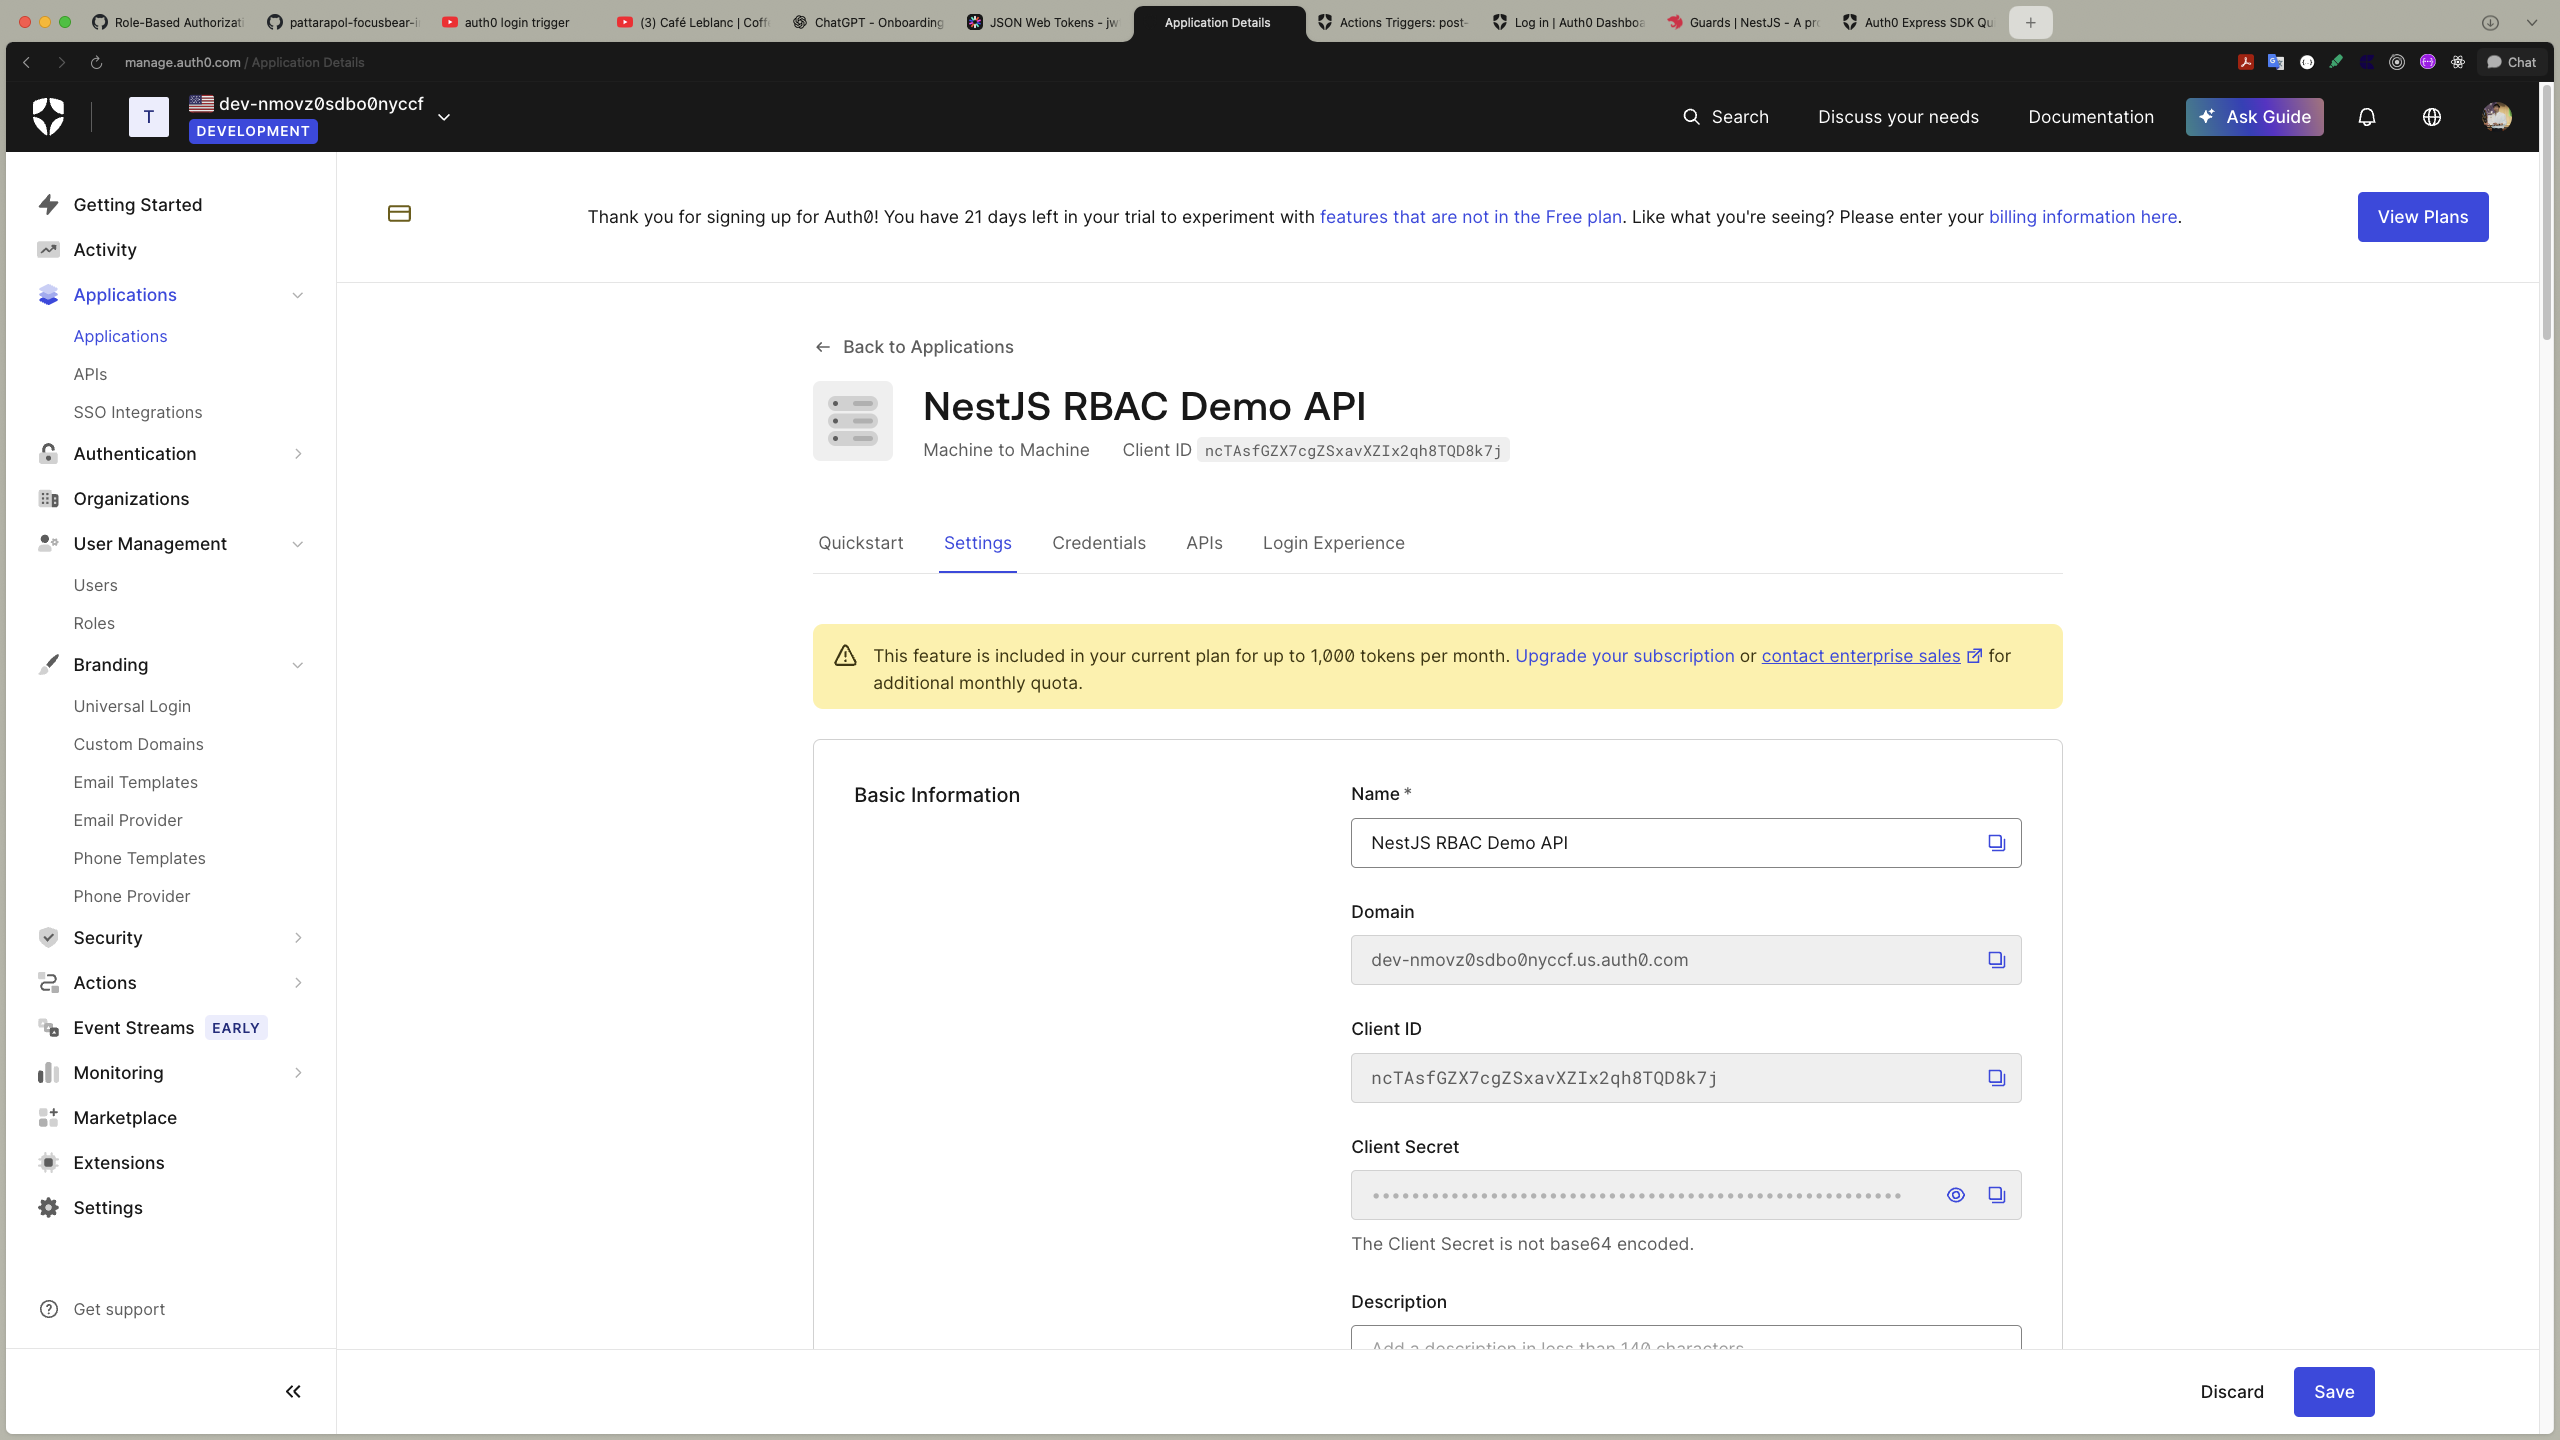 Role-Based Authorizati
pattarapol-focusbear-i
auth0 login trigger
(3) Café Leblanc | Coff
ChatGPT - Onboarding
JSON Web Tokens - jw
Application Details
Actions Triggers: post-
Log in | Auth0 Dashboa
Guards | NestJS - A pro
Auth0 Express SDK Qu
manage.auth0.com / Application Details
Chat
T
dev-nmovz0sdbo0nyccf
DEVELOPMENT
Search
Discuss your needs
Documentation
Ask Guide
Getting Started
Activity
Applications
Applications
APIs
SSO Integrations
Authentication
Organizations
User Management
Users
Roles
Branding
Universal Login
Custom Domains
Email Templates
Email Provider
Phone Templates
Phone Provider
Security
Actions
Event Streams EARLY
Monitoring
Marketplace
Extensions
Settings
Get support
Thank you for signing up for Auth0! You have 21 days left in your trial to experiment with features that are not in the Free plan. Like what you're seeing? Please enter your billing information here.
View Plans
Back to Applications
NestJS RBAC Demo API
Machine to Machine Client ID ncTAsfGZX7cgZSxavXZIx2qh8TQD8k7j
Quickstart
Settings
Credentials
APIs
Login Experience
This feature is included in your current plan for up to 1,000 tokens per month. Upgrade your subscription or contact enterprise sales for
additional monthly quota.
Basic Information
Name *
NestJS RBAC Demo API
Domain
dev-nmovz0sdbo0nyccf.us.auth0.com
Client ID
ncTAsfGZX7cgZSxavXZIx2qh8TQD8k7j
Client Secret
The Client Secret is not base64 encoded.
Description
Add a description in less than 140 characters
Discard
Save